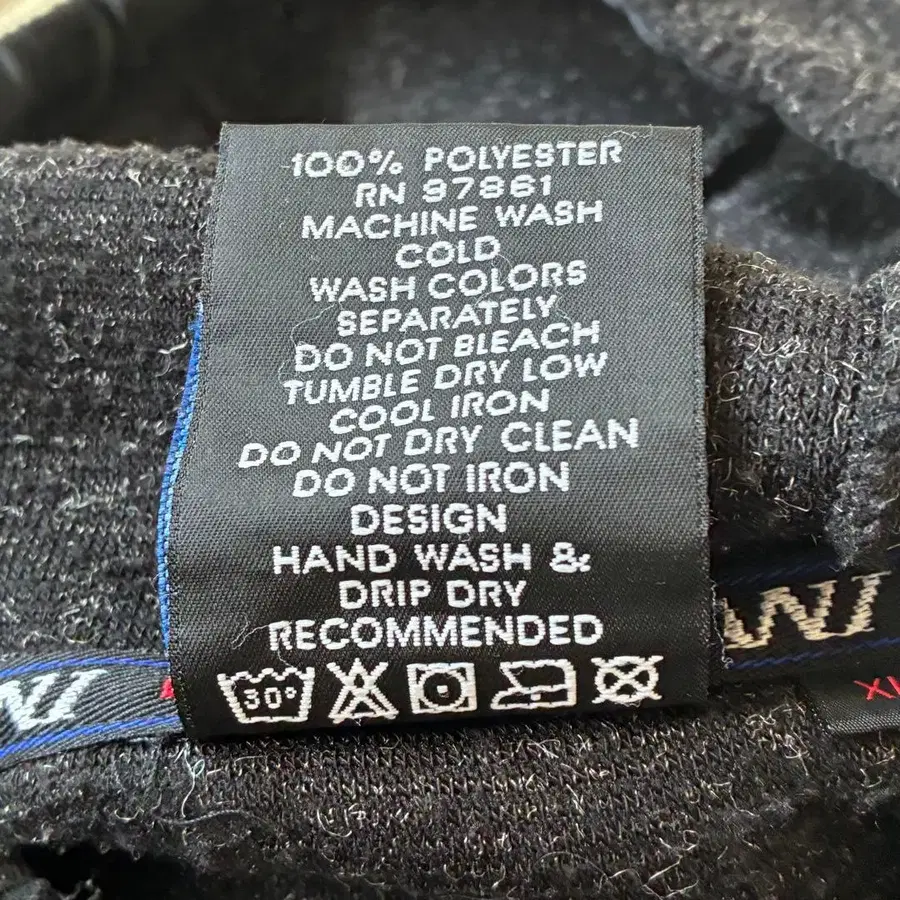 100% POLYESTER
RN 97861
MACHINE WASH
COLD
WASH COLORS
SEPARATELY
DO NOT BLEACH
TUMBLE DRY LOW
COOL IRON
DO NOT DRY CLEAN
DO NOT IRON
DESIGN
HAND WASH &
DRIP DRY
RECOMMENDED
30°